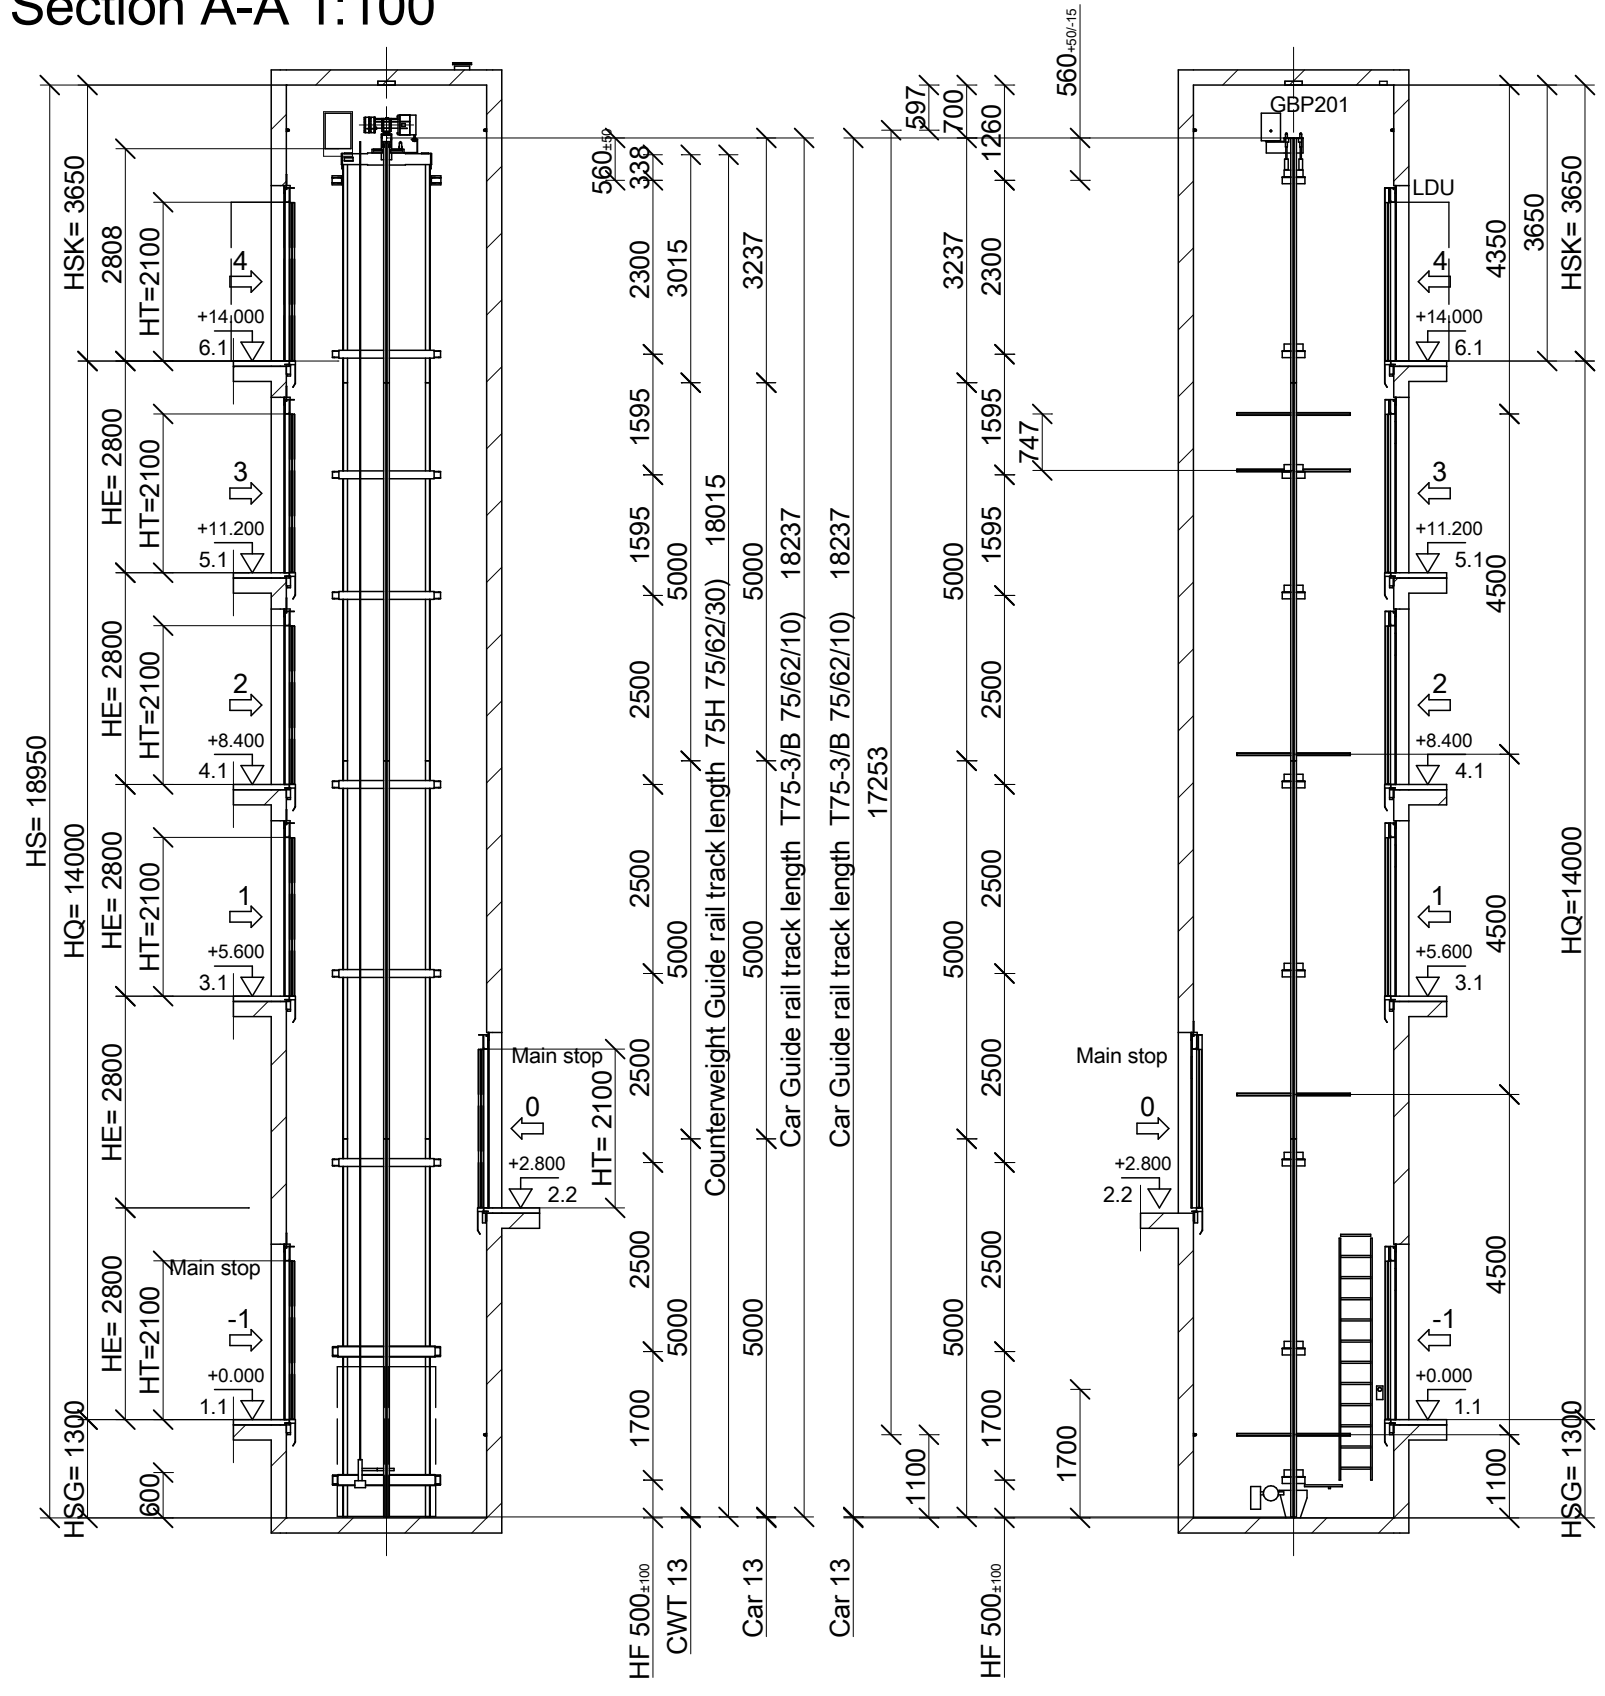 Section A-A 1:100
HS= 18950
HSK= 3650
HQ= 14000
HSG= 1300
2808
HE= 2800
HE= 2800
HE= 2800
HE= 2800
HE= 2800
600
HT=2100
HT=2100
HT=2100
HT=2100
HT=2100
4
+14.000
6.1
3
+11.200
5.1
2
+8.400
4.1
1
+5.600
3.1
Main stop
-1
+0.000
1.1
Main stop
0
+2.800
2.2
HT= 2100
560±50
338
2300
1595
1595
2500
2500
2500
2500
1700
HF 500±100
3015
5000
5000
5000
CWT 13
Counterweight Guide rail track length 75H 75/62/30) 18015
3237
5000
5000
5000
Car 13
Car Guide rail track length T75-3/B 75/62/10) 18237
Car Guide rail track length T75-3/B 75/62/10) 18237
Car 13
17253
597
1100
700
3237
5000
5000
5000
1260
2300
1595
1595
2500
2500
2500
2500
1700
HF 500±100
560+50/-15
747
1700
GBP201
LDU
4
+14.000
6.1
3
+11.200
5.1
2
+8.400
4.1
1
+5.600
3.1
Main stop
0
+2.800
2.2
-1
+0.000
1.1
4350
4500
4500
4500
1100
3650
HSK= 3650
HQ=14000
HSG= 1300